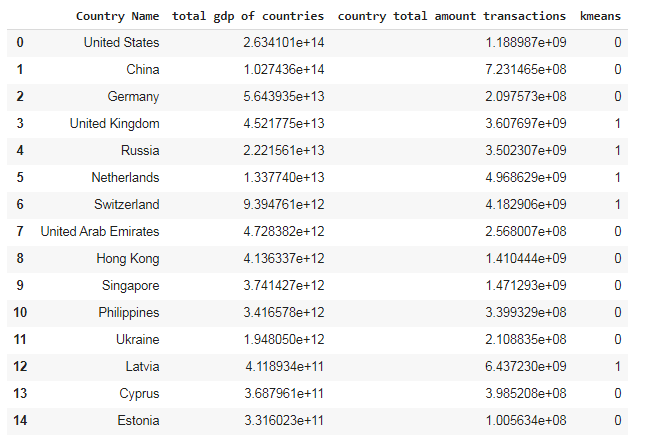 Country Name total gdp of countries country total amount transactions kmeans
0 United States 2.634101e+14 1.188987e+09 0
1 China 1.027436e+14 7.231465e+08 0
2 Germany 5.643935e+13 2.097573e+08 0
3 United Kingdom 4.521775e+13 3.607697e+09 1
4 Russia 2.221561e+13 3.502307e+09 1
5 Netherlands 1.337740e+13 4.968629e+09 1
6 Switzerland 9.394761e+12 4.182906e+09 1
7 United Arab Emirates 4.728382e+12 2.568007e+08 0
8 Hong Kong 4.136337e+12 1.410444e+09 0
9 Singapore 3.741427e+12 1.471293e+09 0
10 Philippines 3.416578e+12 3.399329e+08 0
11 Ukraine 1.948050e+12 2.108835e+08 0
12 Latvia 4.118934e+11 6.437230e+09 1
13 Cyprus 3.687961e+11 3.985208e+08 0
14 Estonia 3.316023e+11 1.005634e+08 0